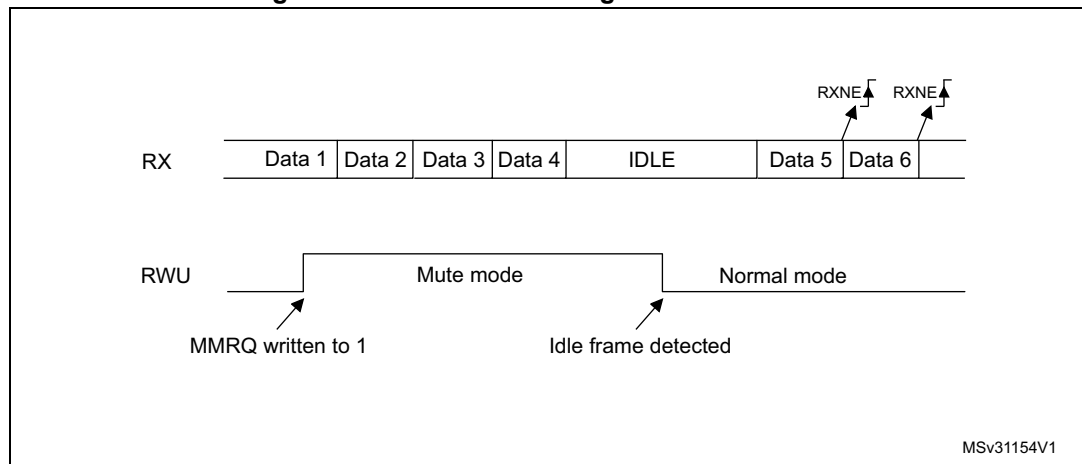 RXNE RXNE
RX Data 1 Data 2 Data 3 Data 4 IDLE Data 5 Data 6
RWU Mute mode Normal mode
MMRQ written to 1 Idle frame detected
MSv31154V1